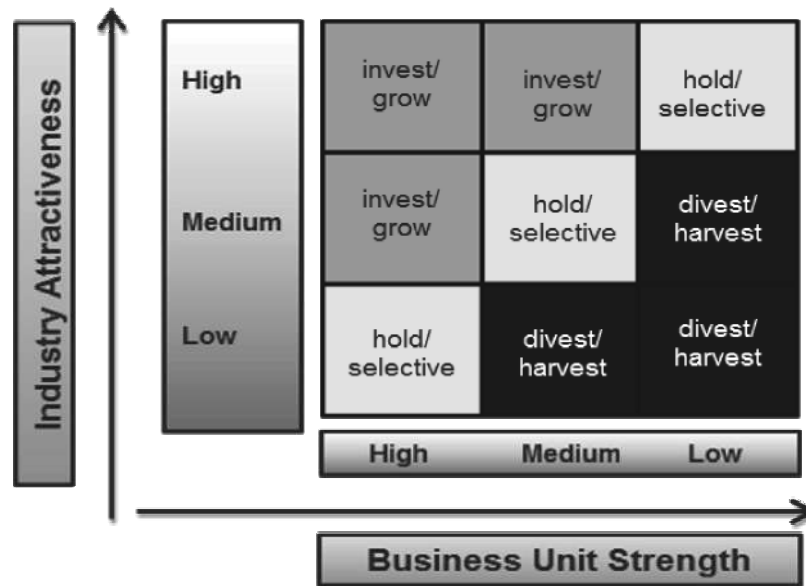 Industry Attractiveness
High
invest/
grow
invest/
grow
hold/
selective
Medium
invest/
grow
hold/
selective
divest/
harvest
Low
hold/
selective
divest/
harvest
divest/
harvest
High
Medium
Low
Business Unit Strength